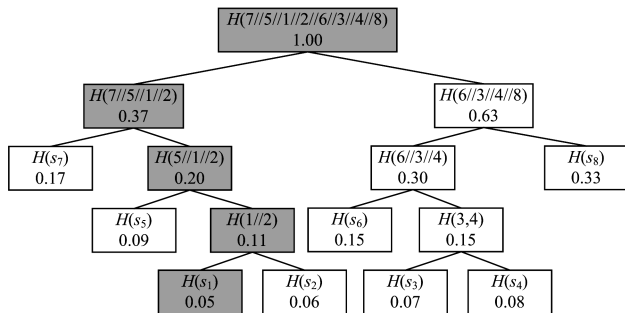 H(7//5//1//2//6//3//4//8)
1.00
H(7//5//1//2)
0.37
H(6//3//4//8)
0.63
H(s₇)
0.17
H(5//1//2)
0.20
H(6//3//4)
0.30
H(s₈)
0.33
H(s₅)
0.09
H(1//2)
0.11
H(s₆)
0.15
H(3,4)
0.15
H(s₁)
0.05
H(s₂)
0.06
H(s₃)
0.07
H(s₄)
0.08